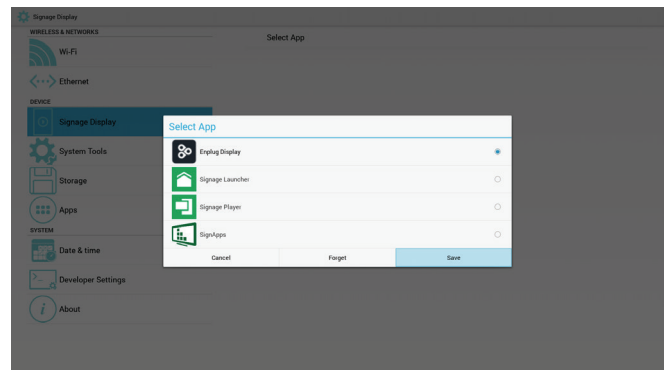 Signage Display
WIRELESS & NETWORKS
Wi-Fi
Ethernet
DEVICE
Signage Display
System Tools
Storage
Apps
SYSTEM
Date & time
Developer Settings
About
Select App
Select App
Enplug Display
Signage Launcher
Signage Player
SignApps
Cancel Forget Save